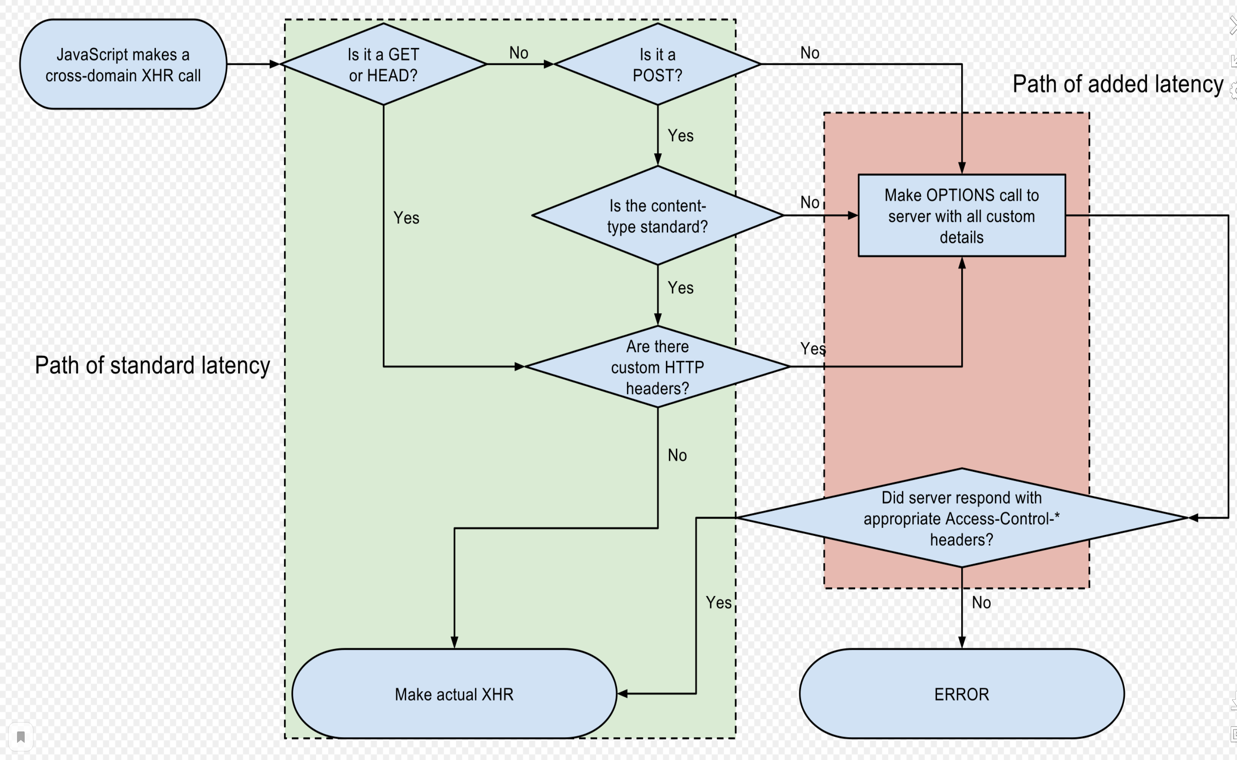 JavaScript makes a
cross-domain XHR call
Is it a GET
or HEAD?
No
Is it a
POST?
No
Path of added latency
Yes
Yes
Is the content-
type standard?
No
Make OPTIONS call to
server with all custom
details
Yes
Path of standard latency
Are there
custom HTTP
headers?
Yes
No
Did server respond with
appropriate Access-Control-*
headers?
Yes
No
Make actual XHR
ERROR